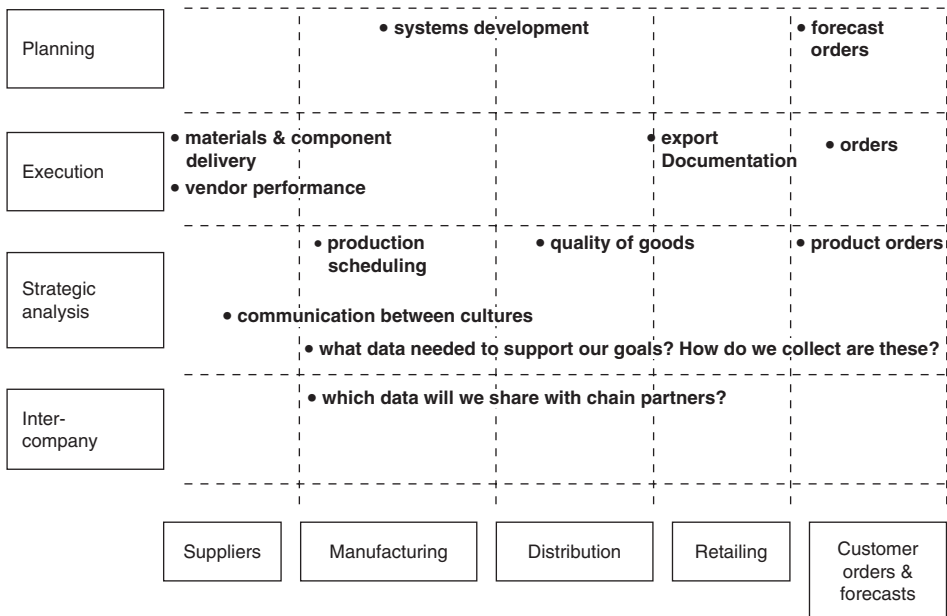 Planning
• systems development
• forecast
orders
Execution
• materials & component
delivery
• vendor performance
• export
Documentation
• orders
Strategic
analysis
• production
scheduling
• quality of goods
• product orders
• communication between cultures
• what data needed to support our goals? How do we collect are these?
Inter-
company
• which data will we share with chain partners?
Suppliers
Manufacturing
Distribution
Retailing
Customer
orders &
forecasts